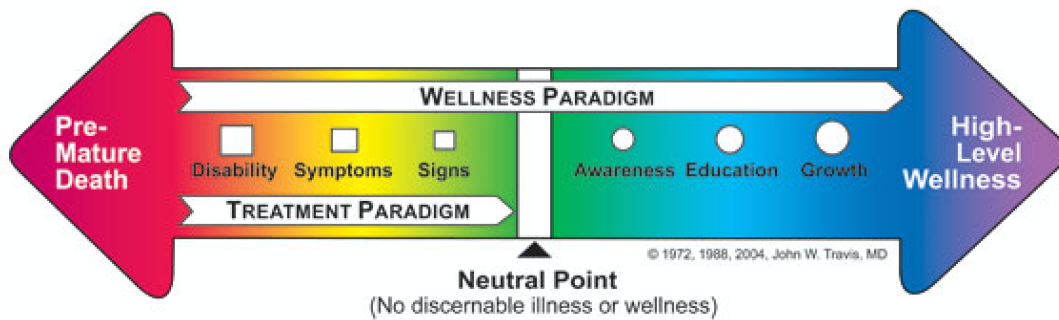 WELLNESS PARADIGM
Pre-
Mature
Death
Disability Symptoms Signs
Awareness Education Growth
High-
Level
Wellness
TREATMENT PARADIGM
© 1972, 1988, 2004, John W. Travis, MD
Neutral Point
(No discernable illness or wellness)